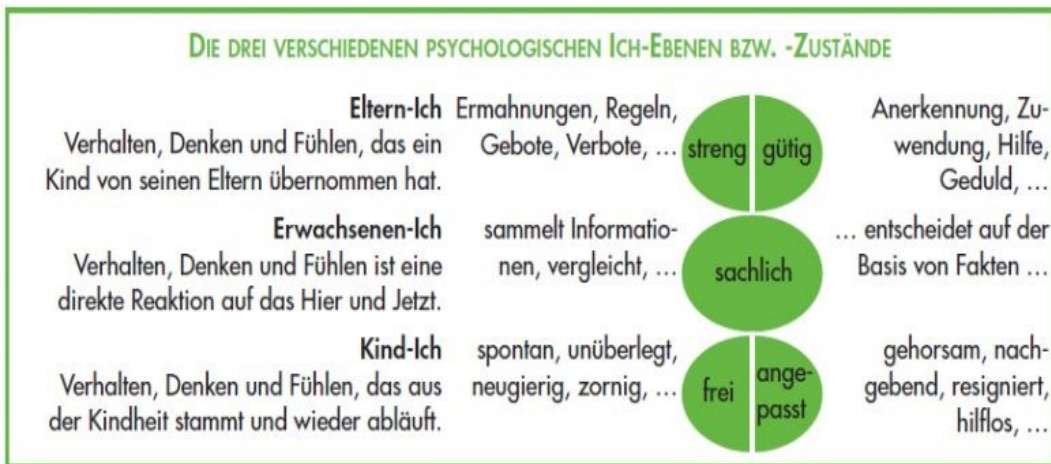 DIE DREI VERSCHIEDENEN PSYCHOLOGISCHEN ICH-EBENEN BZW. -ZUSTÄNDE
Eltern-Ich
Verhalten, Denken und Fühlen, das ein
Kind von seinen Eltern übernommen hat.
Ermahnungen, Regeln,
Gebote, Verbote, ...
streng gütig
Anerkennung, Zu-
wendung, Hilfe,
Geduld, ...
Erwachsenen-Ich
Verhalten, Denken und Fühlen ist eine
direkte Reaktion auf das Hier und Jetzt.
sammelt Informatio-
nen, vergleicht, ...
sachlich
... entscheidet auf der
Basis von Fakten ...
Kind-Ich
Verhalten, Denken und Fühlen, das aus
der Kindheit stammt und wieder abläuft.
spontan, unüberlegt,
neugierig, zornig, ...
frei
ange-
passt
gehorsam, nach-
gebend, resigniert,
hilflos, ...